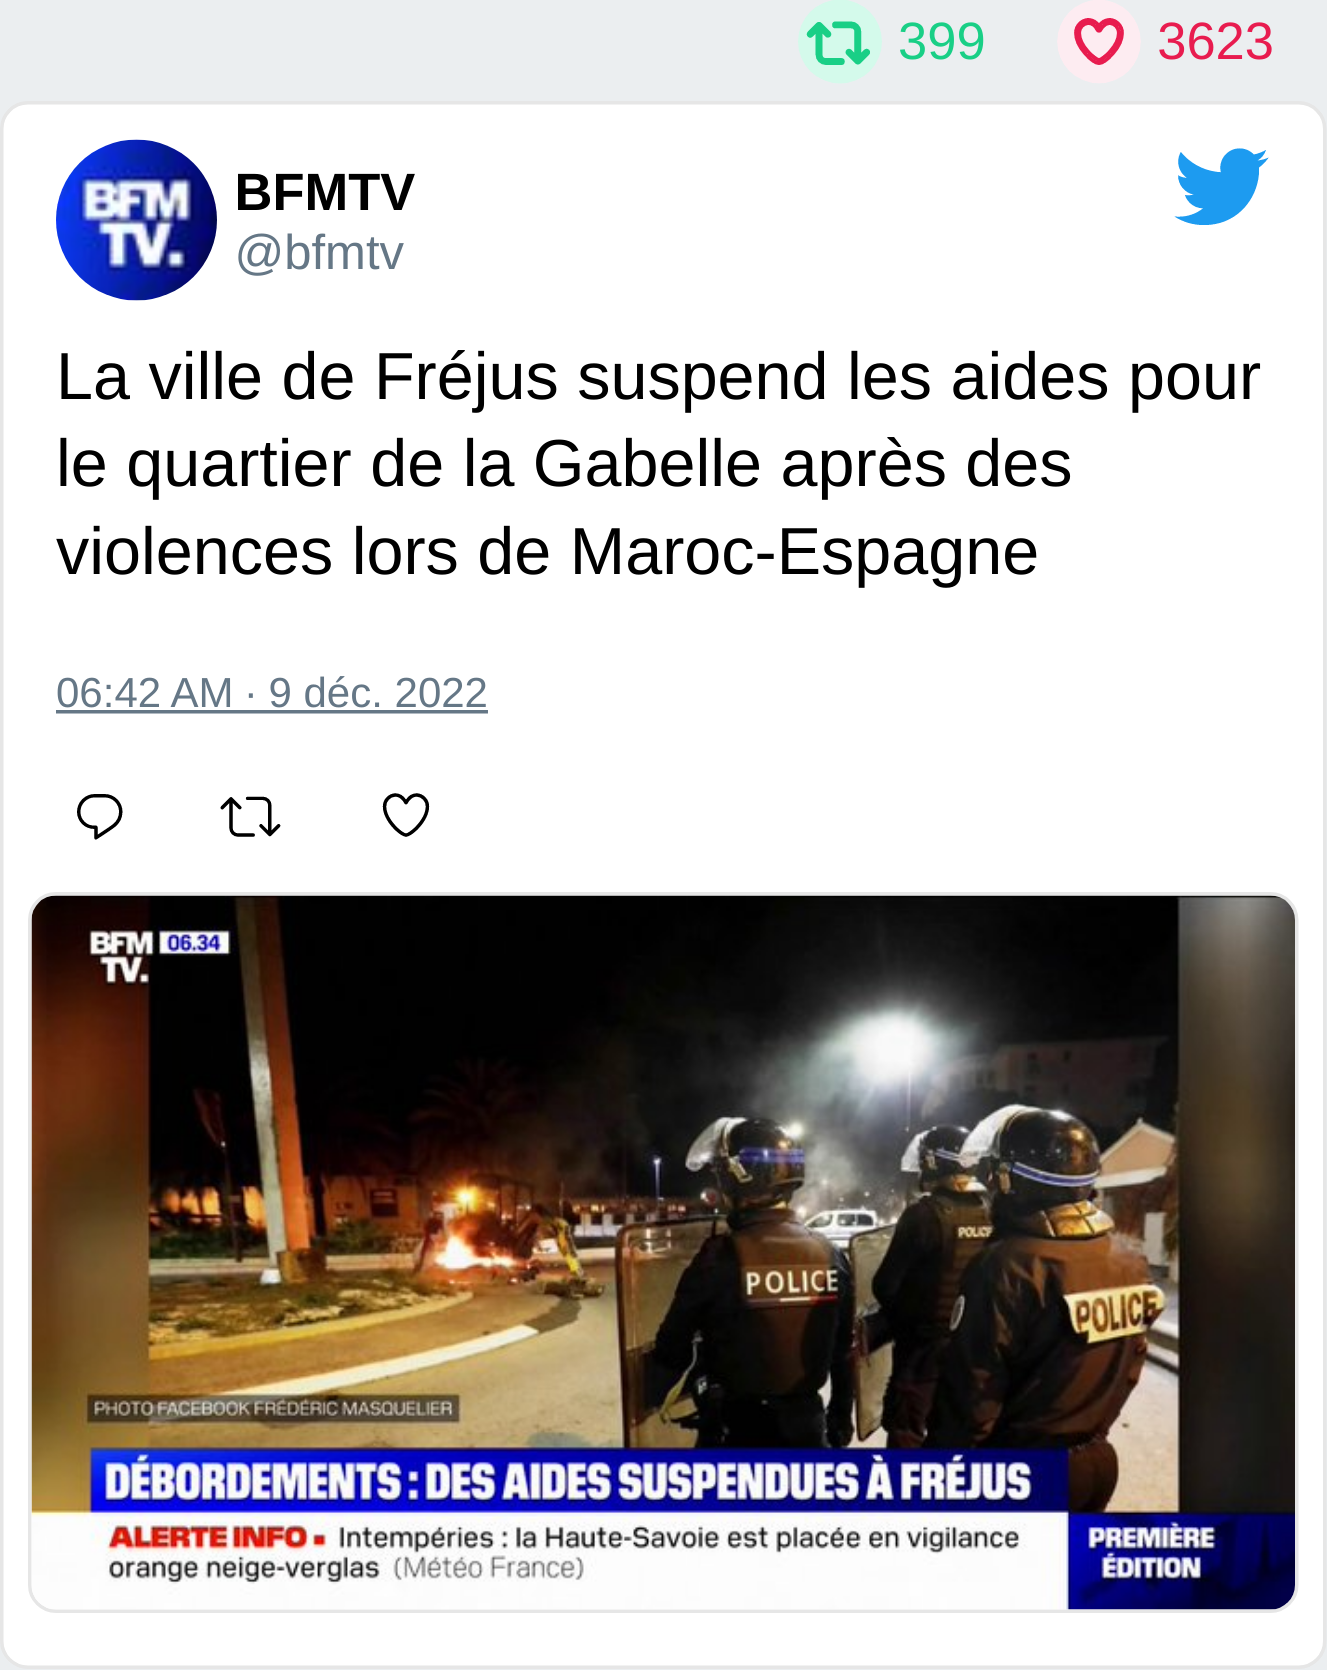 399 3623
BFM
TV.
BFMTV
@bfmtv
La ville de Fréjus suspend les aides pour
le quartier de la Gabelle après des
violences lors de Maroc-Espagne
06:42 AM · 9 déc. 2022
BFM 06.34
TV.
POLICE
POLICE
POLICE
PHOTO FACEBOOK FRÉDÉRIC MASQUELIER
DÉBORDEMENTS : DES AIDES SUSPENDUES À FRÉJUS
ALERTE INFO ▪ Intempéries : la Haute-Savoie est placée en vigilance
orange neige-verglas (Météo France)
PREMIÈRE
ÉDITION